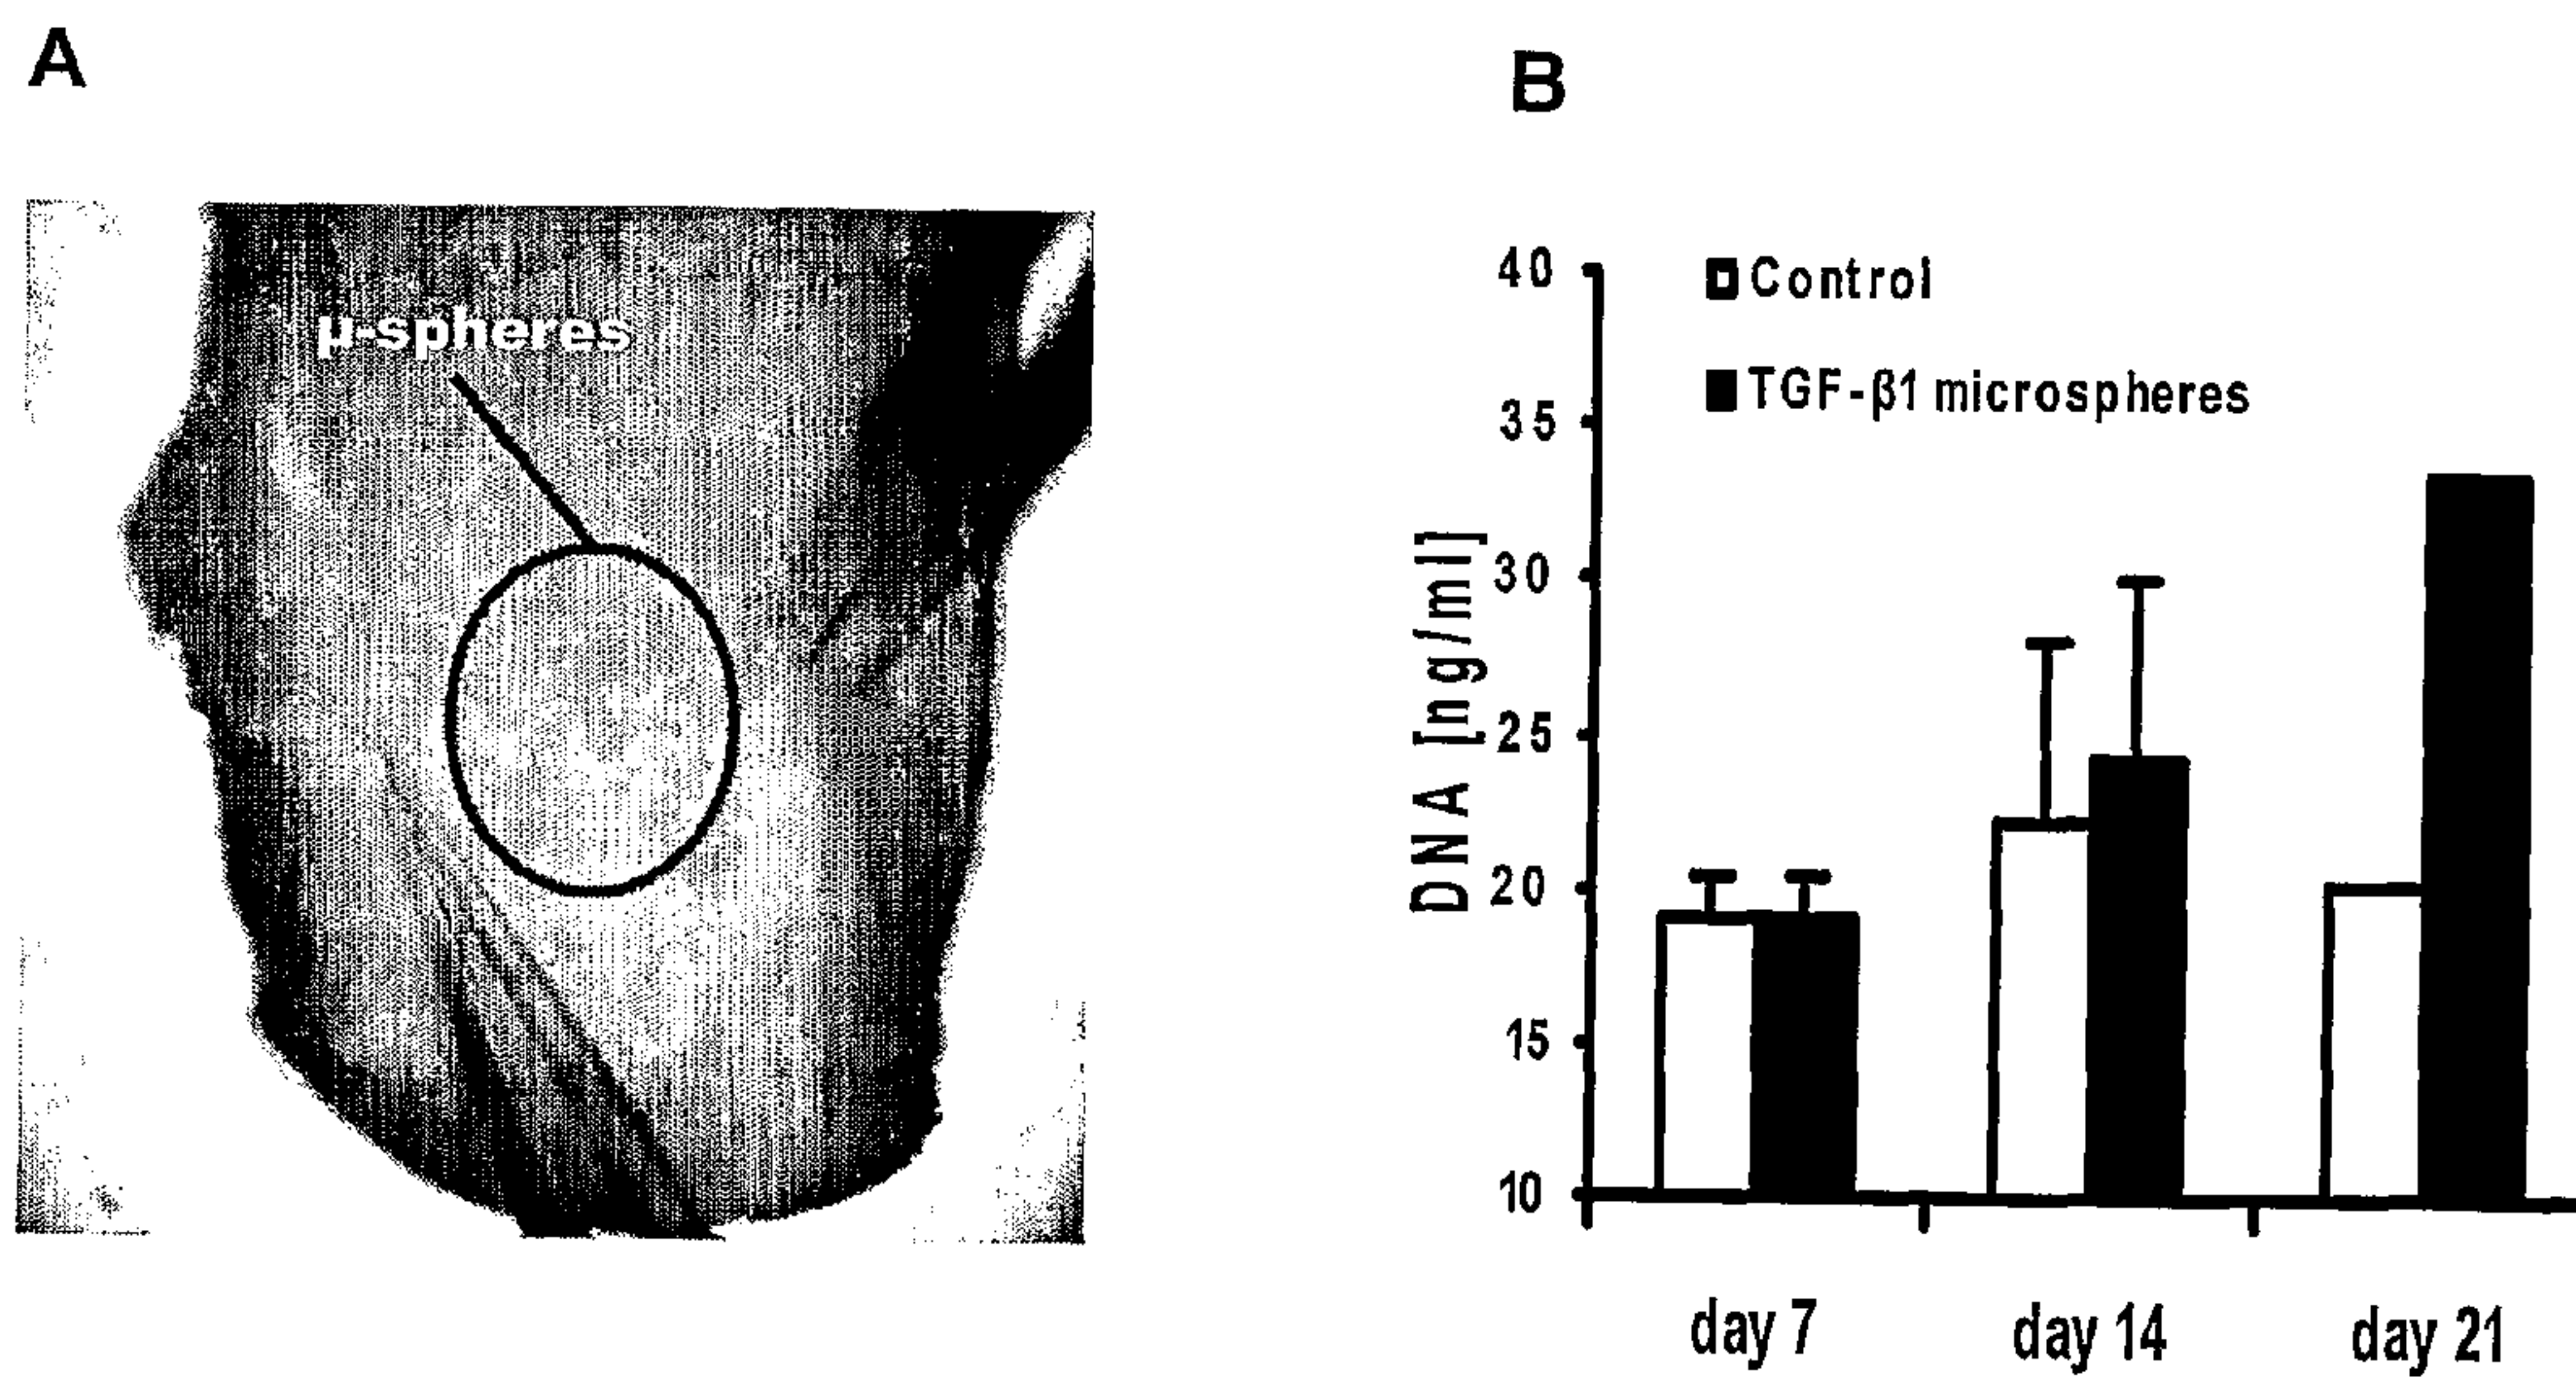 A
B
μ-spheres
Control
TGF-β1 microspheres
DNA [ng/ml]
40
35
30
25
20
15
10
day 7
day 14
day 21